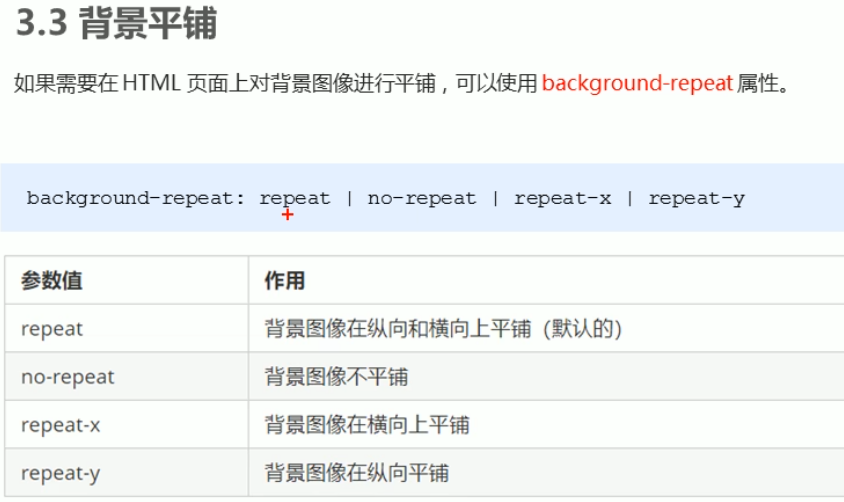 3.3 背景平铺
如果需要在 HTML 页面上对背景图像进行平铺，可以使用 background-repeat 属性。
background-repeat: repeat | no-repeat | repeat-x | repeat-y
参数值 作用
repeat 背景图像在纵向和横向上平铺（默认的）
no-repeat 背景图像不平铺
repeat-x 背景图像在横向上平铺
repeat-y 背景图像在纵向平铺